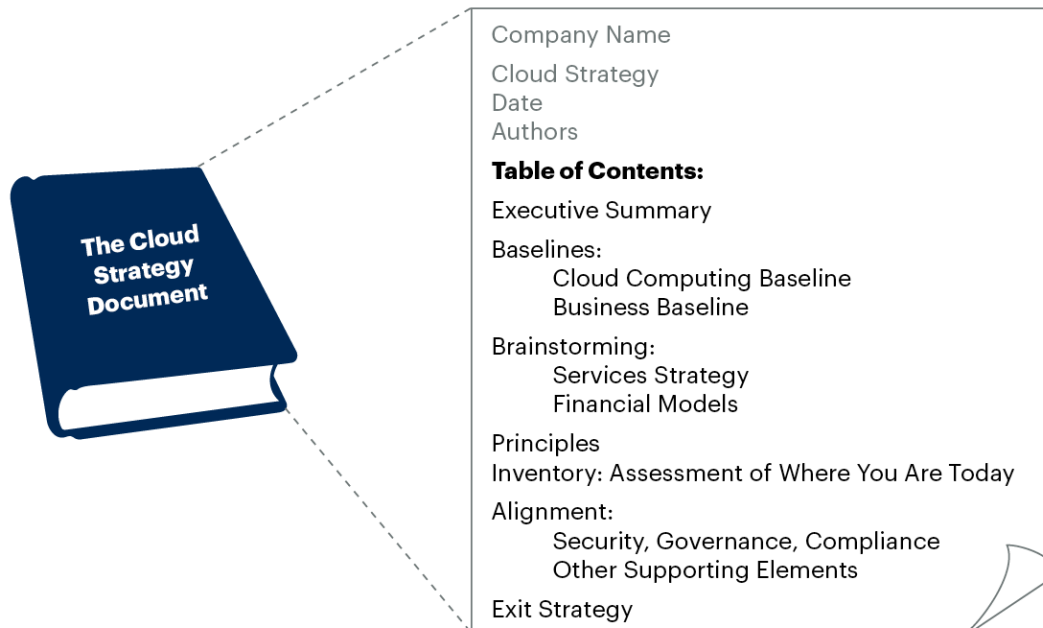 The Cloud
Strategy
Document
Company Name
Cloud Strategy
Date
Authors
Table of Contents:
Executive Summary
Baselines:
Cloud Computing Baseline
Business Baseline
Brainstorming:
Services Strategy
Financial Models
Principles
Inventory: Assessment of Where You Are Today
Alignment:
Security, Governance, Compliance
Other Supporting Elements
Exit Strategy